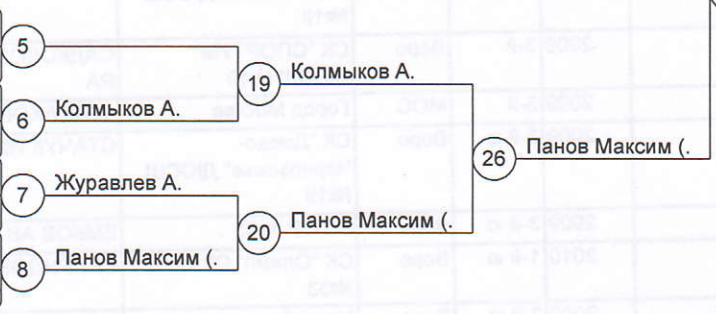 5
19
Колмыков А.
6
Колмыков А.
26
Панов Максим (.
7
Журавлев А.
20
Панов Максим (.
8
Панов Максим (.